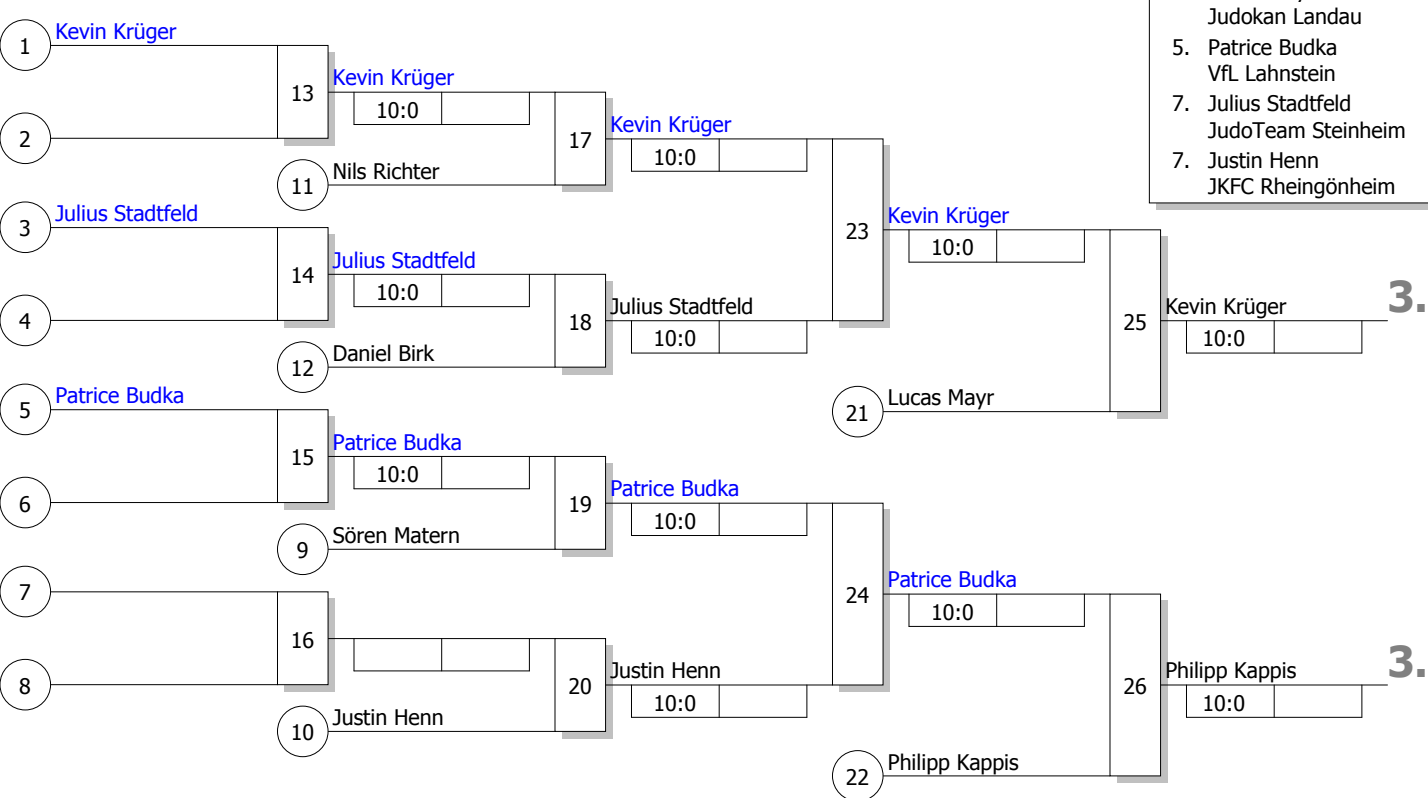 Judokan Landau
5. Patrice Budka
VfL Lahnstein
7. Julius Stadtfeld
JudoTeam Steinheim
7. Justin Henn
JKFC Rheingönheim
1 Kevin Krüger
2
13 Kevin Krüger
10:0
11 Nils Richter
17 Kevin Krüger
10:0
3 Julius Stadtfeld
4
14 Julius Stadtfeld
10:0
12 Daniel Birk
18 Julius Stadtfeld
10:0
23 Kevin Krüger
10:0
21 Lucas Mayr
25 Kevin Krüger 3.
10:0
5 Patrice Budka
6
15 Patrice Budka
10:0
9 Sören Matern
19 Patrice Budka
10:0
7
8
16
10 Justin Henn
20 Justin Henn
10:0
24 Patrice Budka
10:0
22 Philipp Kappis
26 Philipp Kappis 3.
10:0